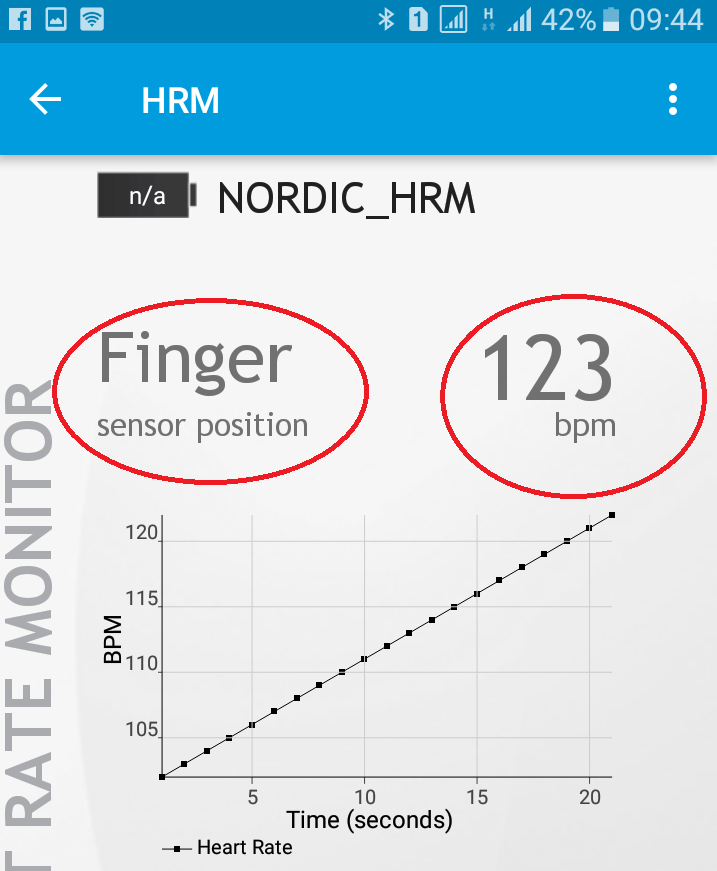 1 H 42% 09:44
HRM
n/a NORDIC_HRM
Finger
sensor position
123
bpm
T RATE MONITOR
BPM
120
115
110
105
5 10 15 20
Time (seconds)
Heart Rate